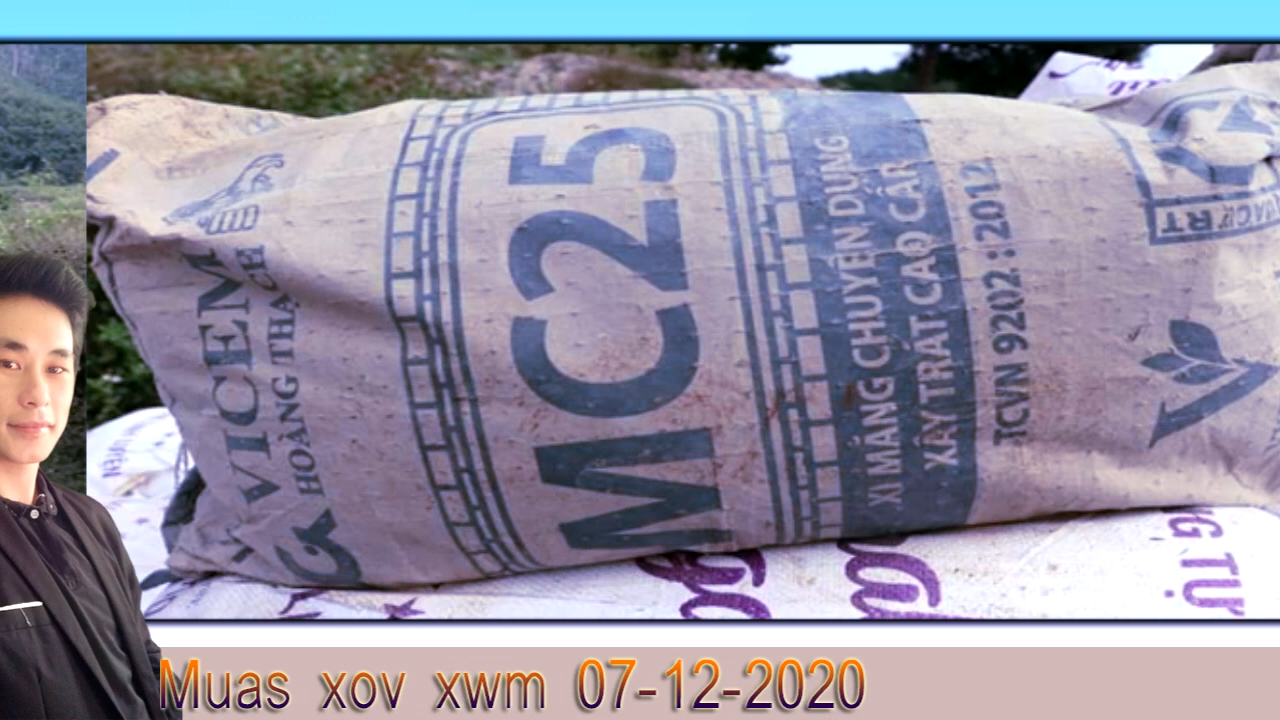 VICEM
HOÀNG THẠCH
MC25
XI MĂNG CHUYÊN DỤNG
XÂY TRÁT CAO CẤP
TCVN 9202 : 2012
G TỰ
Muas xov xwm 07-12-2020